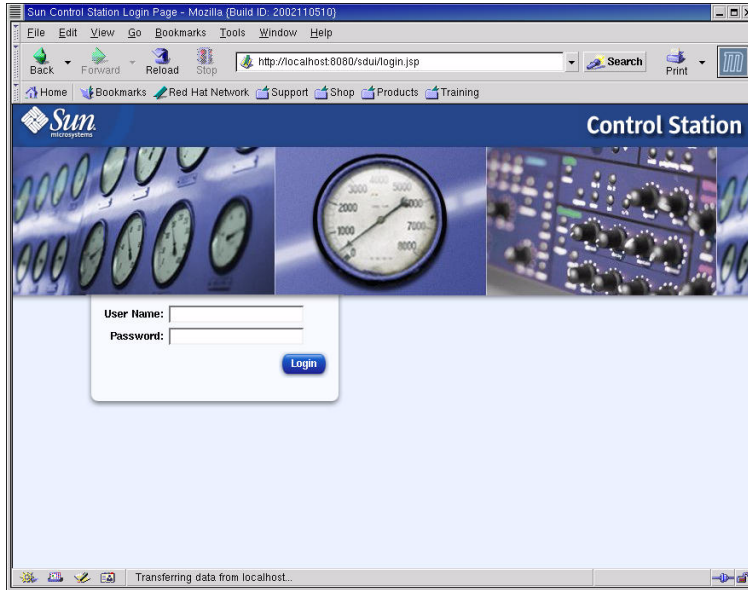 Sun Control Station Login Page - Mozilla {Build ID: 2002110510}
File Edit View Go Bookmarks Tools Window Help
Back Forward Reload Stop http://localhost:8080/sdui/login.jsp Search Print
Home Bookmarks Red Hat Network Support Shop Products Training
Sun microsystems Control Station
3000 4000 5000
2000 6000
1000 7000
0 8000
User Name:
Password:
Login
Transferring data from localhost...